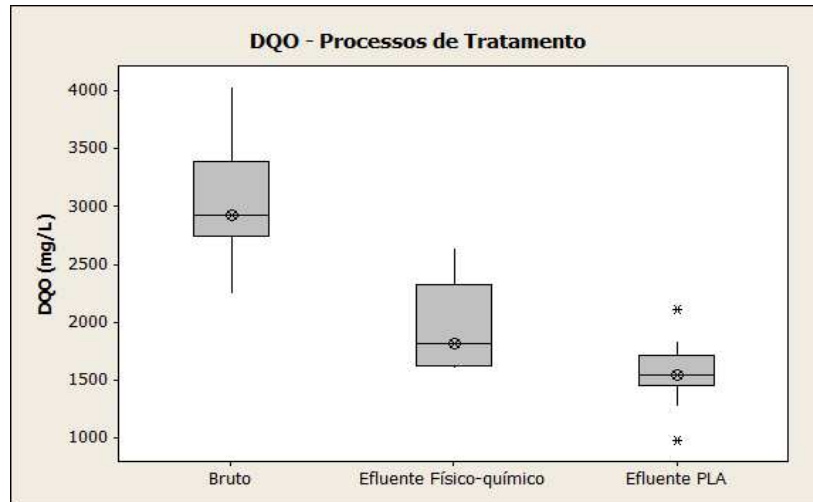 DQO - Processos de Tratamento
DQO (mg/L)
4000
3500
3000
2500
2000
1500
1000
Bruto
Efluente Físico-químico
Efluente PLA